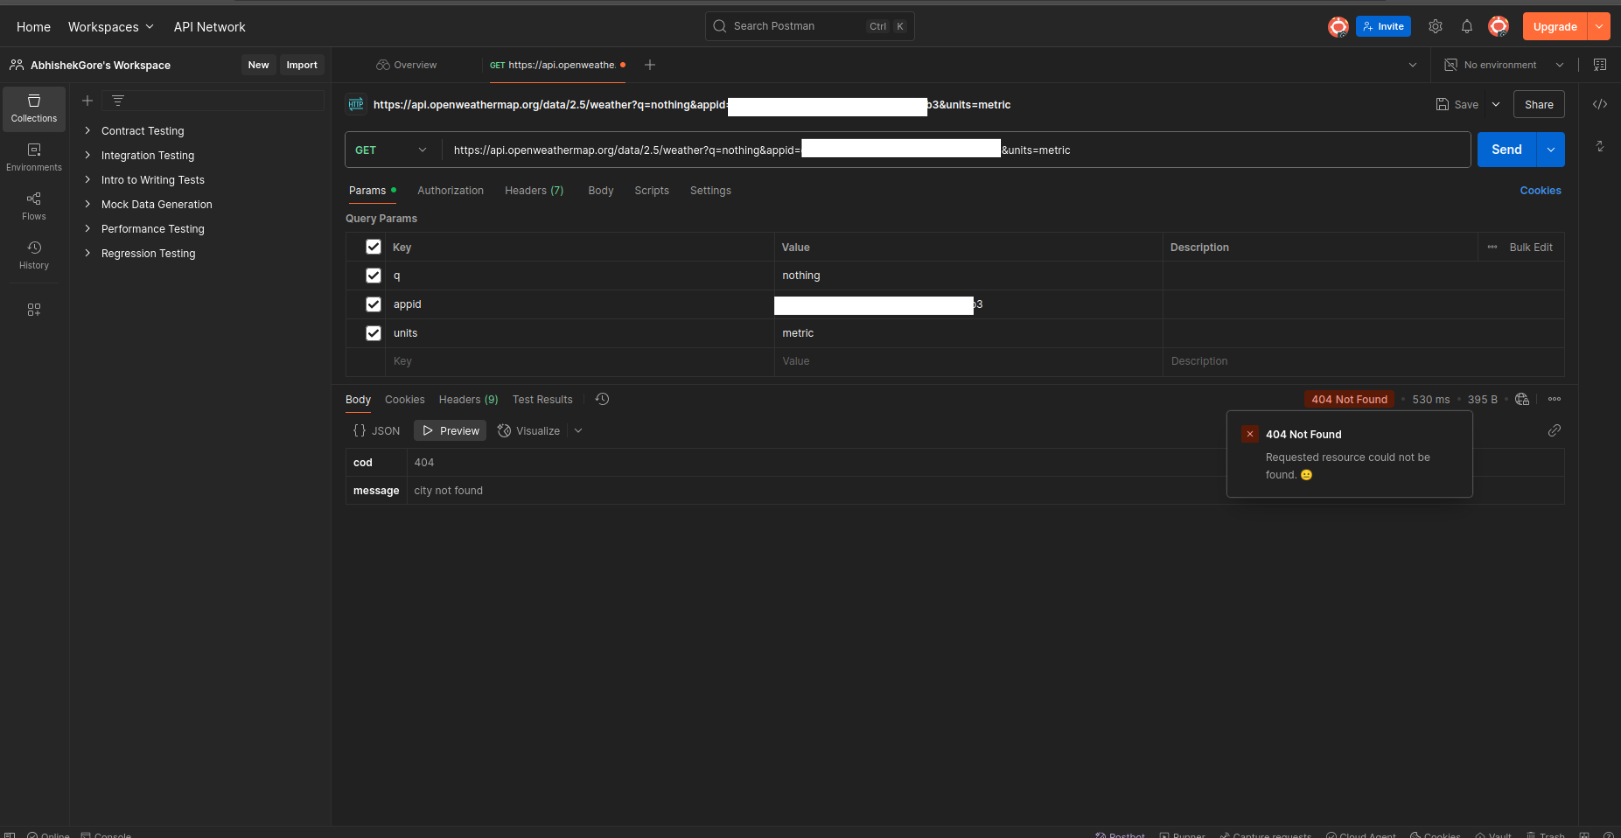 Home Workspaces API Network Search Postman Ctrl K Invite Upgrade
AbhishekGore's Workspace New Import Overview GET https://api.openweathe. No environment
Collections
Environments
Flows
History
Contract Testing
Integration Testing
Intro to Writing Tests
Mock Data Generation
Performance Testing
Regression Testing
HTTP https://api.openweathermap.org/data/2.5/weather?q=nothing&appid= b3&units=metric Save Share
GET https://api.openweathermap.org/data/2.5/weather?q=nothing&appid= &units=metric Send
Params Authorization Headers (7) Body Scripts Settings Cookies
Query Params
Key Value Description ••• Bulk Edit
q nothing
appid 3
units metric
Key Value Description
Body Cookies Headers (9) Test Results 404 Not Found • 530 ms • 395 B •
{} JSON Preview Visualize
cod 404
message city not found
404 Not Found
Requested resource could not be
found. 😐
Online Console Postbot Runner Capture requests Cloud Agent Cookies Vault Trash